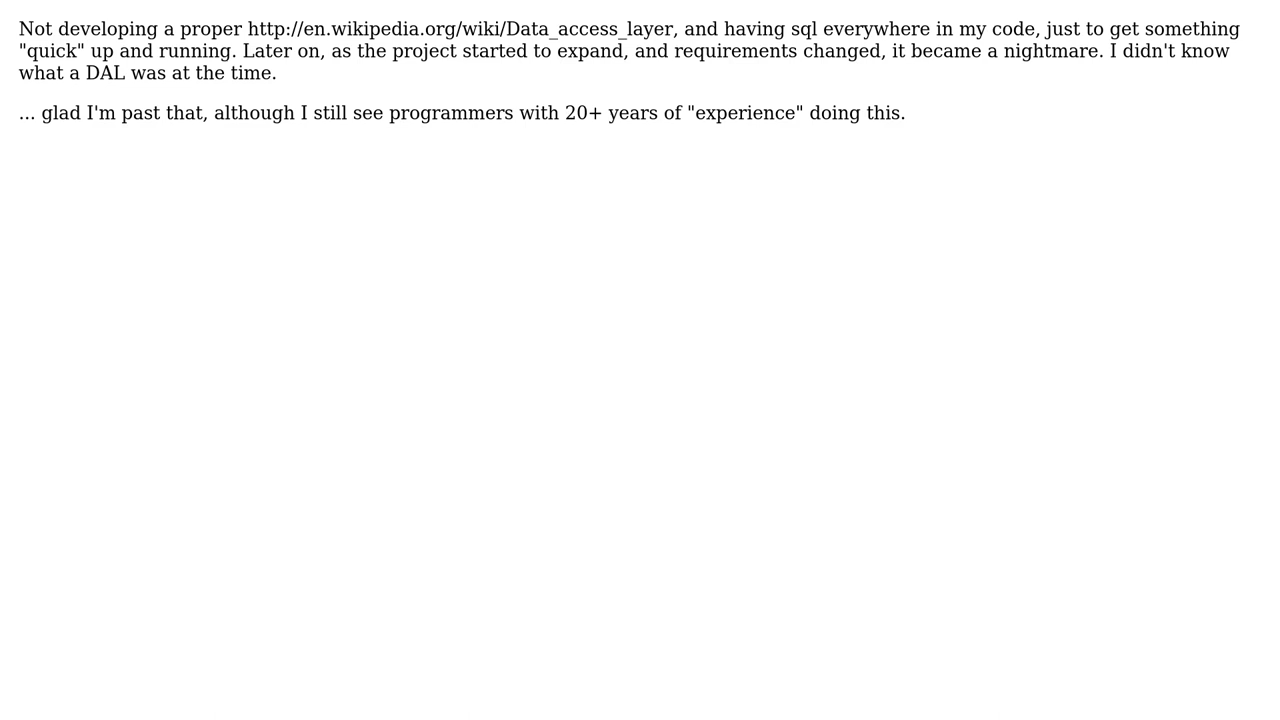 Not developing a proper http://en.wikipedia.org/wiki/Data_access_layer, and having sql everywhere in my code, just to get something
"quick" up and running. Later on, as the project started to expand, and requirements changed, it became a nightmare. I didn't know
what a DAL was at the time.
... glad I'm past that, although I still see programmers with 20+ years of "experience" doing this.